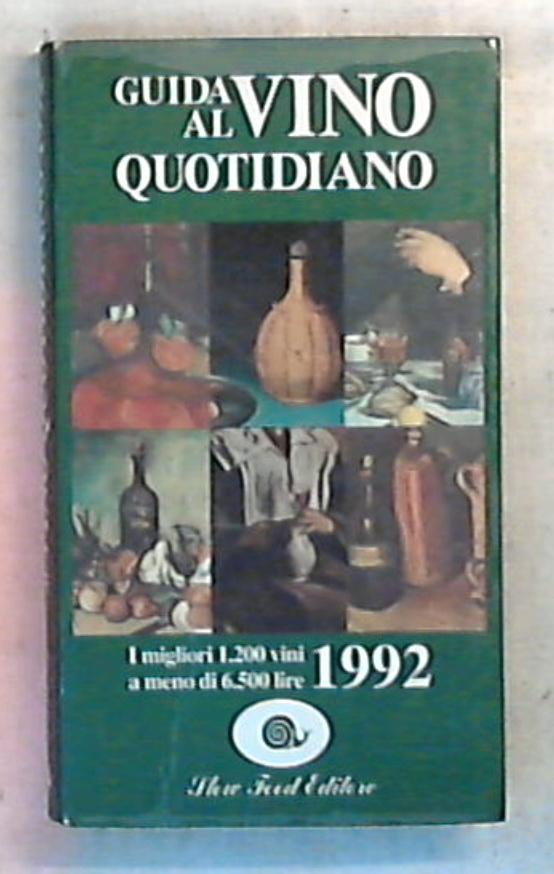 GUIDA
AL VINO
QUOTIDIANO
I migliori 1.200 vini
a meno di 6.500 lire
1992
Slow Food Editore